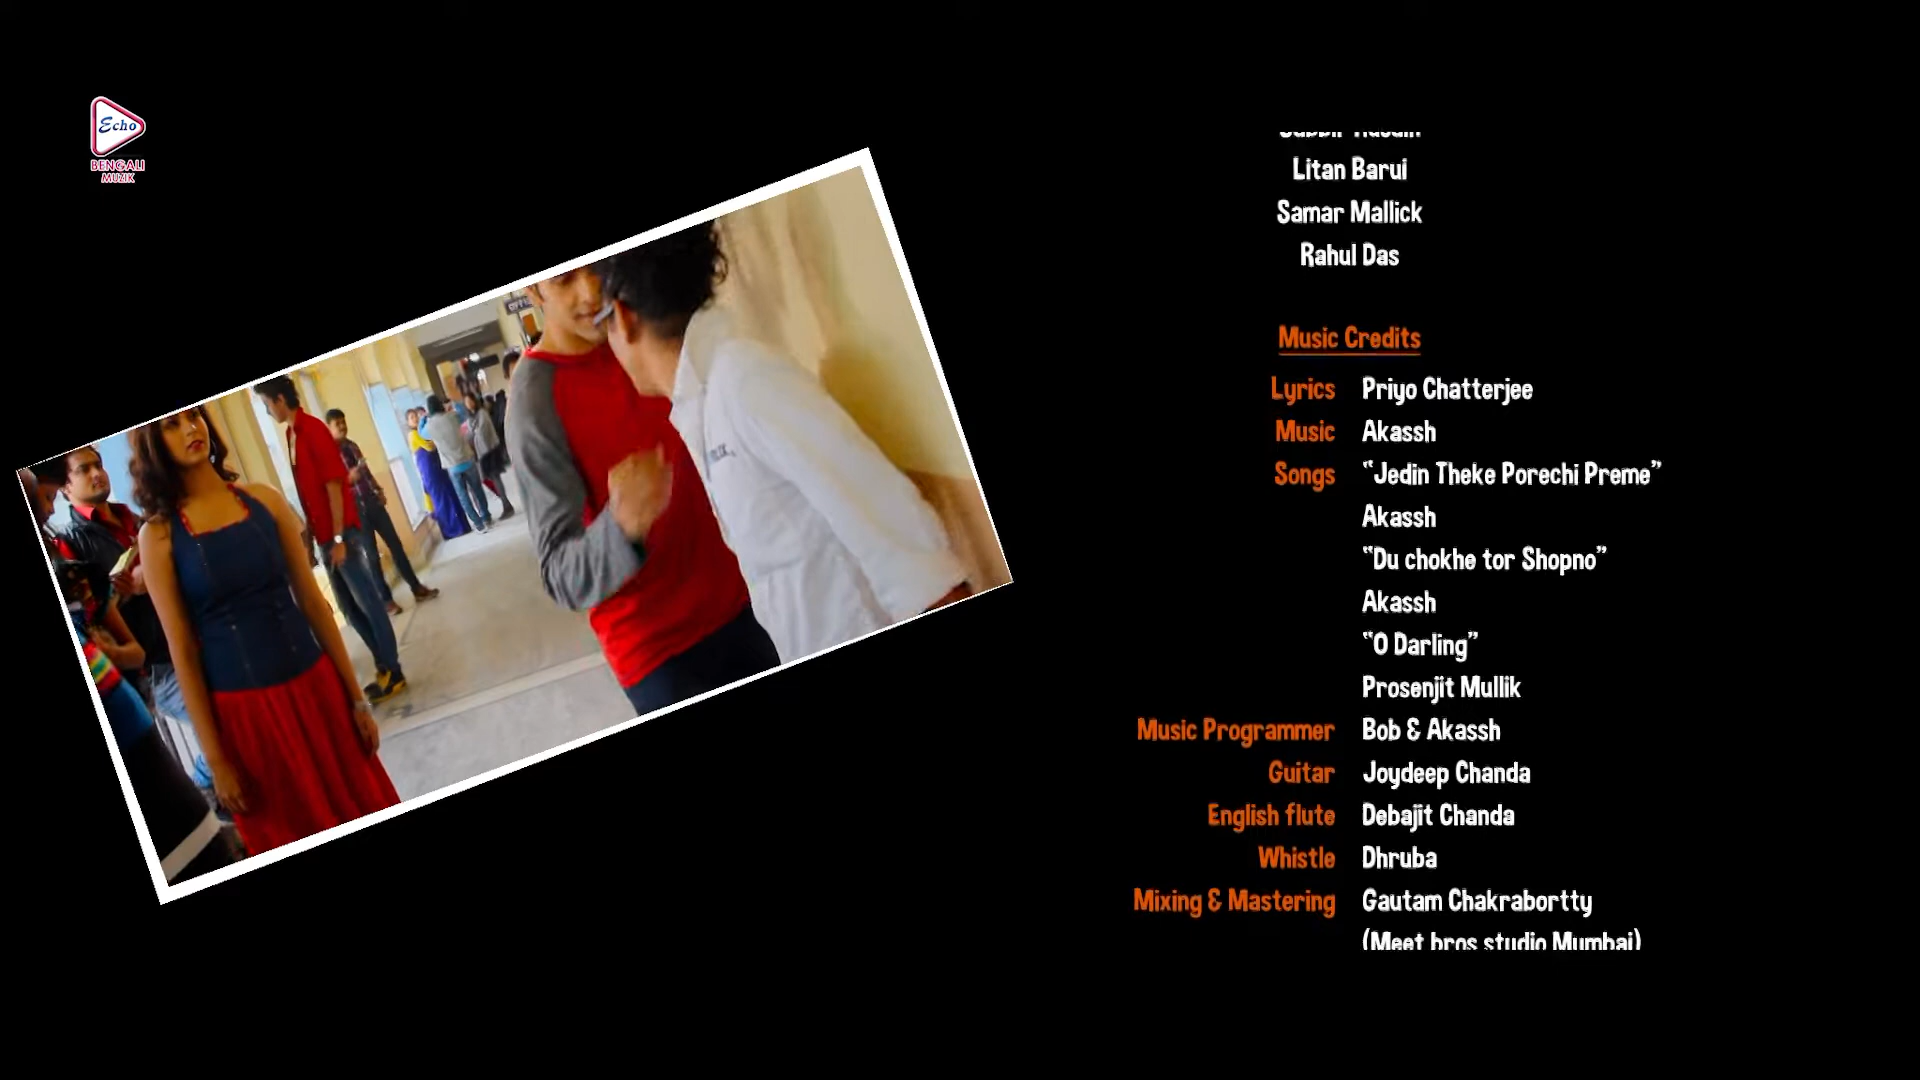 Echo
BENGALI
MUZIK
Litan Barui
Samar Mallick
Rahul Das
Music Credits
Lyrics Priyo Chatterjee
Music Akassh
Songs "Jedin Theke Porechi Preme"
Akassh
"Du chokhe tor Shopno"
Akassh
"O Darling"
Prosenjit Mullik
Music Programmer Bob & Akassh
Guitar Joydeep Chanda
English flute Debajit Chanda
Whistle Dhruba
Mixing & Mastering Gautam Chakrabortty
(Meet bros studio Mumbai)